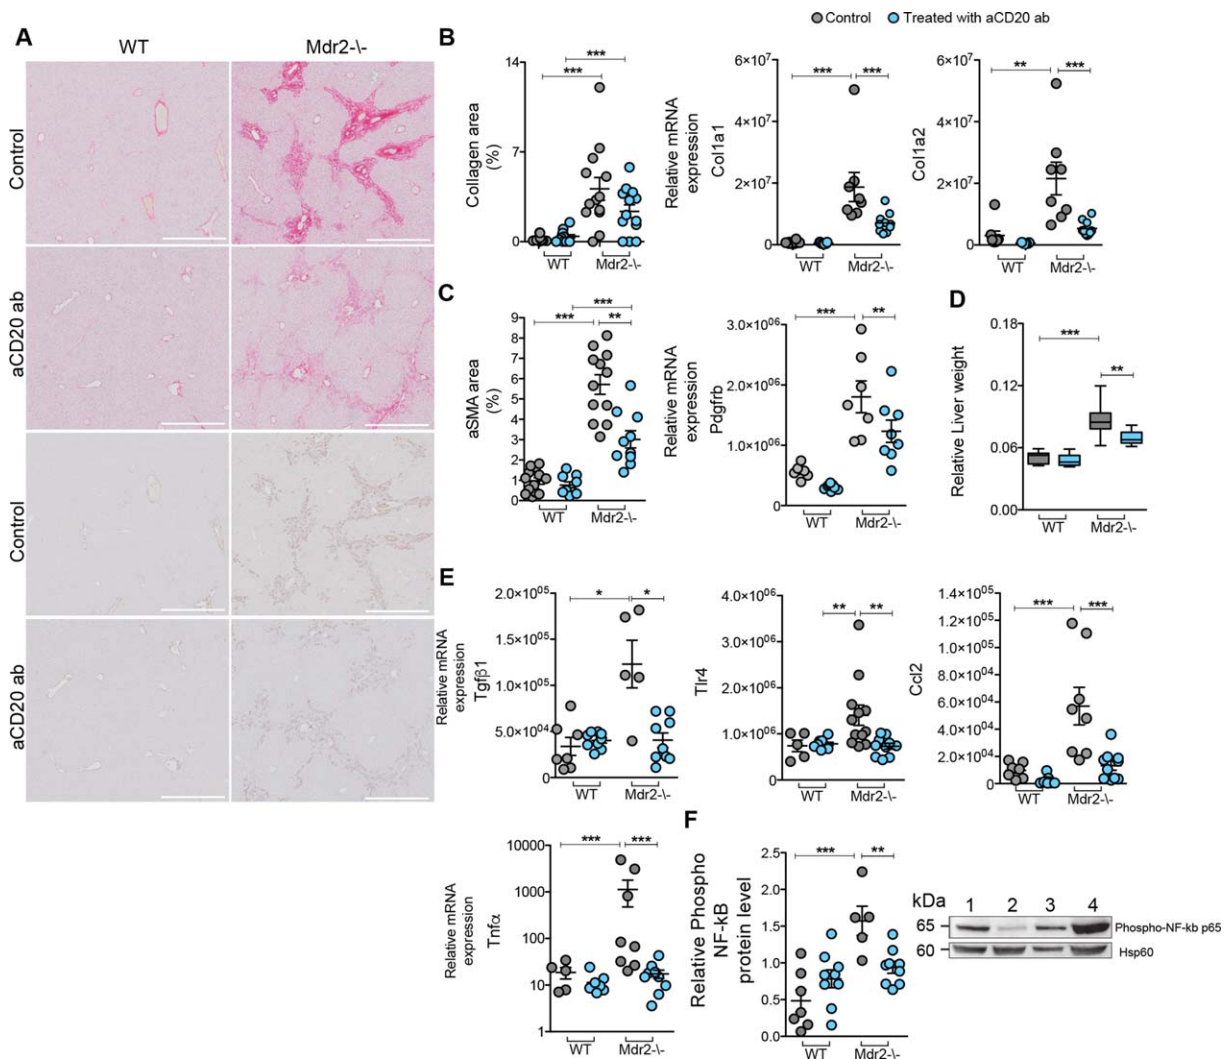 Control Treated with aCD20 ab
A
WT Mdr2-\-
Control
aCD20 ab
Control
aCD20 ab
B
Collagen area
(%)
14
7
0
***
***
WT Mdr2-\-
Relative mRNA
expression
Col1a1
6×10⁷
4×10⁷
2×10⁷
0
*** ***
WT Mdr2-\-
Col1a2
6×10⁷
4×10⁷
2×10⁷
0
** ***
WT Mdr2-\-
C
aSMA area
(%)
9
8
7
6
5
4
3
2
1
0
***
*** **
WT Mdr2-\-
Relative mRNA
expression
Pdgfrb
3.0×10⁰⁶
2.0×10⁰⁶
1.0×10⁰⁶
0
*** **
WT Mdr2-\-
D
Relative Liver weight
0.18
0.12
0.06
0.00
***
**
WT Mdr2-\-
E
Relative mRNA
expression
Tgfβ1
2.0×10⁰⁵
1.5×10⁰⁵
1.0×10⁰⁵
5.0×10⁰⁴
0
* *
WT Mdr2-\-
Tlr4
4.0×10⁰⁶
3.0×10⁰⁶
2.0×10⁰⁶
1.0×10⁰⁶
0
** **
WT Mdr2-\-
Ccl2
1.4×10⁰⁵
1.2×10⁰⁵
1.0×10⁰⁵
8.0×10⁰⁴
6.0×10⁰⁴
4.0×10⁰⁴
2.0×10⁰⁴
0
*** ***
WT Mdr2-\-
Relative mRNA
expression
Tnfα
10000
1000
100
10
1
*** ***
WT Mdr2-\-
F
Relative Phospho
NF-kB
protein level
2.5
2.0
1.5
1.0
0.5
0.0
*** **
WT Mdr2-\-
kDa 1 2 3 4
65 Phospho-NF-kb p65
60 Hsp60